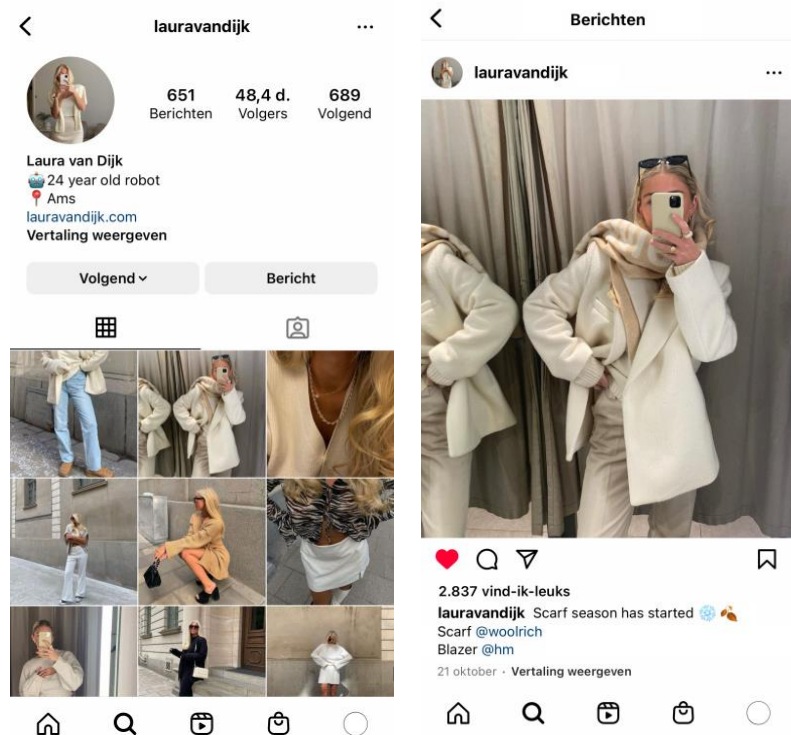 lauravandijk
651 48,4 d. 689
Berichten Volgers Volgend
Laura van Dijk
24 year old robot
Ams
lauravandijk.com
Vertaling weergeven
Volgend Bericht
Berichten
lauravandijk
2.837 vind-ik-leuks
lauravandijk Scarf season has started
Scarf @woolrich
Blazer @hm
21 oktober · Vertaling weergeven